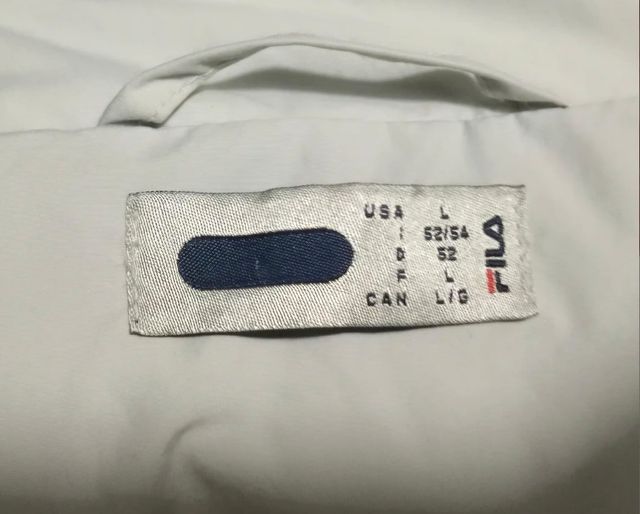 USA L
I 52/54
D 52
F L
CAN L/G
FILA